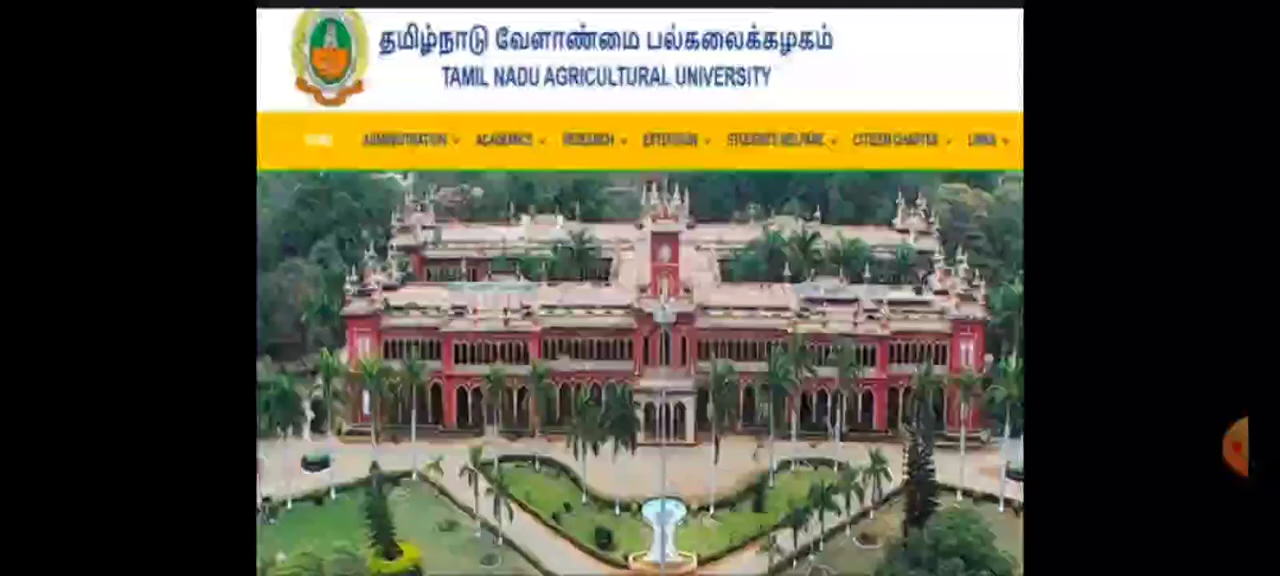 தமிழ்நாடு வேளாண்மை பல்கலைக்கழகம்
TAMIL NADU AGRICULTURAL UNIVERSITY
HOME ADMINISTRATION ACADEMICS RESEARCH EXTENSION STUDENTS WELFARE CITIZEN CHARTER LINKS